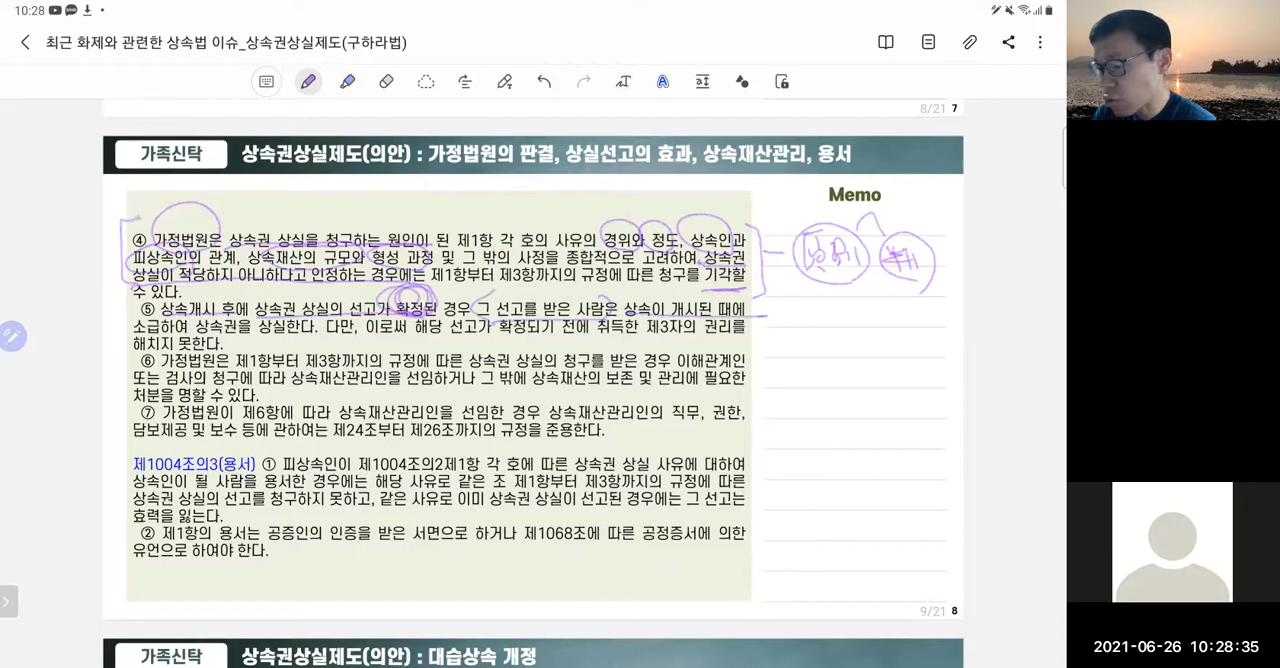 10:28
최근 화제와 관련한 상속법 이슈_상속권상실제도(구하라법)
8/21 7
가족신탁 상속권상실제도(의안) : 가정법원의 판결, 상실선고의 효과, 상속재산관리, 용서
Memo
④ 가정법원은 상속권 상실을 청구하는 원인이 된 제1항 각 호의 사유의 경위와 정도, 상속인과
피상속인의 관계, 상속재산의 규모와 형성 과정 및 그 밖의 사정을 종합적으로 고려하여 상속권
상실이 적당하지 아니하다고 인정하는 경우에는 제1항부터 제3항까지의 규정에 따른 청구를 기각할
수 있다.
⑤ 상속개시 후에 상속권 상실의 선고가 확정된 경우 그 선고를 받은 사람은 상속이 개시된 때에
소급하여 상속권을 상실한다. 다만, 이로써 해당 선고가 확정되기 전에 취득한 제3자의 권리를
해치지 못한다.
⑥ 가정법원은 제1항부터 제3항까지의 규정에 따른 상속권 상실의 청구를 받은 경우 이해관계인
또는 검사의 청구에 따라 상속재산관리인을 선임하거나 그 밖에 상속재산의 보존 및 관리에 필요한
처분을 명할 수 있다.
⑦ 가정법원이 제6항에 따라 상속재산관리인을 선임한 경우 상속재산관리인의 직무, 권한,
담보제공 및 보수 등에 관하여는 제24조부터 제26조까지의 규정을 준용한다.
제1004조의3(용서) ① 피상속인이 제1004조의2제1항 각 호에 따른 상속권 상실 사유에 대하여
상속인이 될 사람을 용서한 경우에는 해당 사유로 같은 조 제1항부터 제3항까지의 규정에 따른
상속권 상실의 선고를 청구하지 못하고, 같은 사유로 이미 상속권 상실이 선고된 경우에는 그 선고는
효력을 잃는다.
② 제1항의 용서는 공증인의 인증을 받은 서면으로 하거나 제1068조에 따른 공정증서에 의한
유언으로 하여야 한다.
9/21 8
가족신탁 상속권상실제도(의안) : 대습상속 개정
2021-06-26 10:28:35